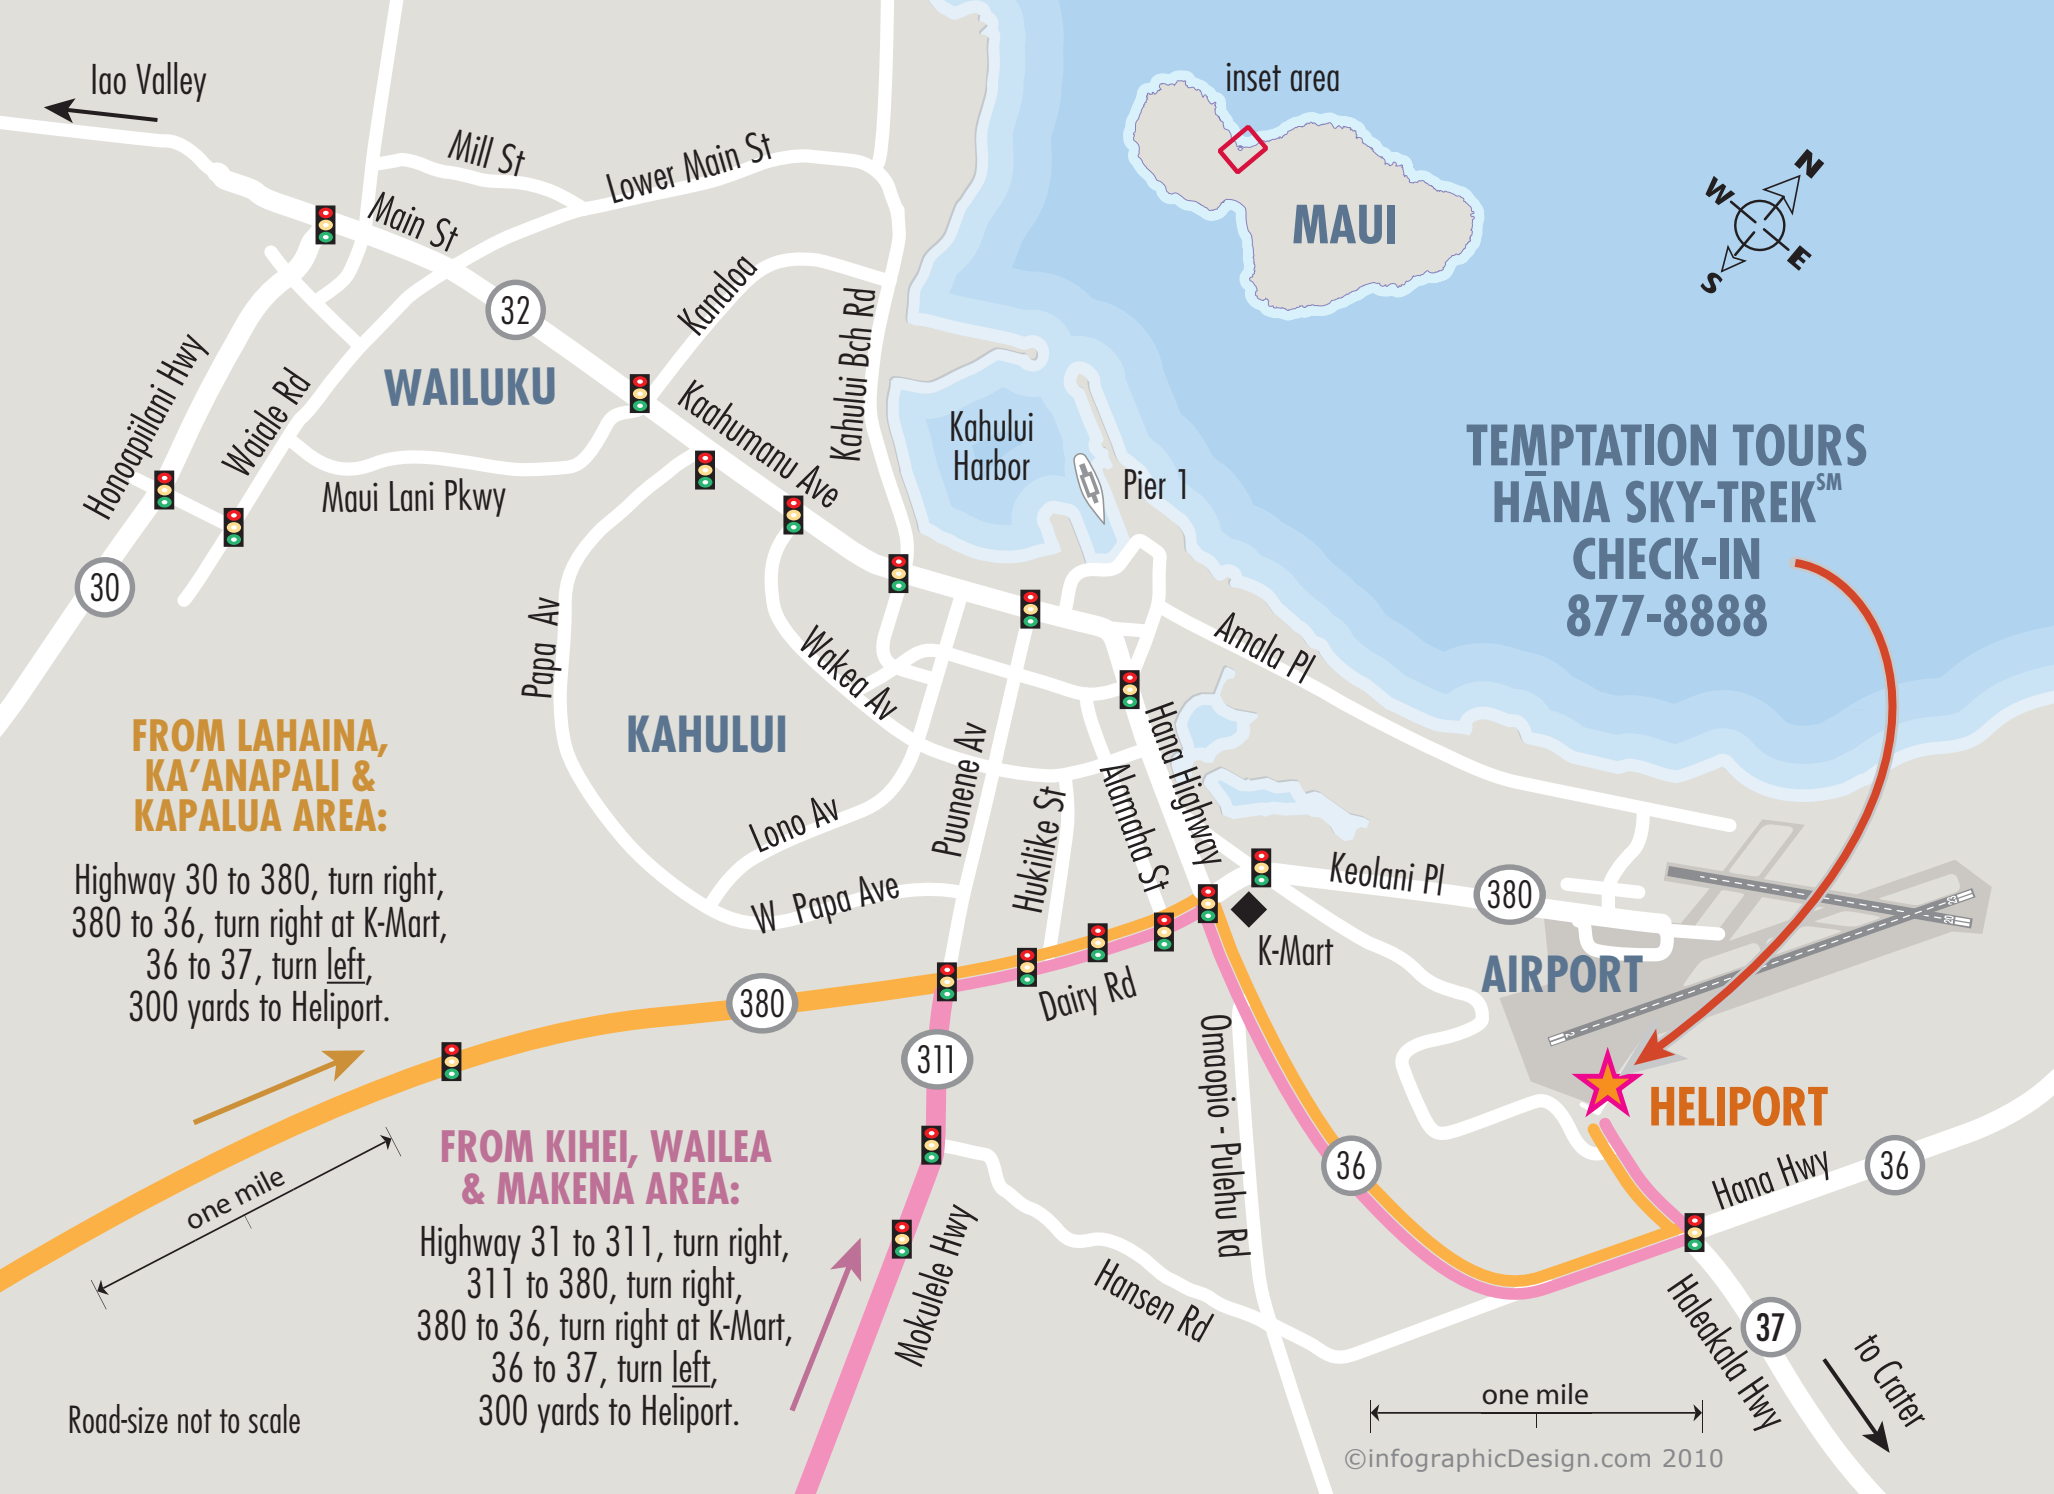 Iao Valley
Mill St
Lower Main St
Main St
32
Kanaloa
Kahului Bch Rd
inset area
MAUI
N
W
E
S
Honoapiilani Hwy
Waiale Rd
WAILUKU
Maui Lani Pkwy
Kaahumanu Ave
Kahului
Harbor
Pier 1
TEMPTATION TOURS
HĀNA SKY-TREK℠
CHECK-IN
877-8888
30
Papa Av
Wakea Av
Amala Pl
KAHULUI
Lono Av
W Papa Ave
Puunene Av
Hukilike St
Alamaha St
Hana Highway
Keolani Pl
380
K-Mart
AIRPORT
HELIPORT
FROM LAHAINA,
KA'ANAPALI &
KAPALUA AREA:
Highway 30 to 380, turn right,
380 to 36, turn right at K-Mart,
36 to 37, turn left,
300 yards to Heliport.
380
Dairy Rd
311
Omaopio - Pulehu Rd
36
Hana Hwy
36
one mile
FROM KIHEI, WAILEA
& MAKENA AREA:
Highway 31 to 311, turn right,
311 to 380, turn right,
380 to 36, turn right at K-Mart,
36 to 37, turn left,
300 yards to Heliport.
Mokulele Hwy
Hansen Rd
Haleakala Hwy
37
to Crater
one mile
Road-size not to scale
©infographicDesign.com 2010